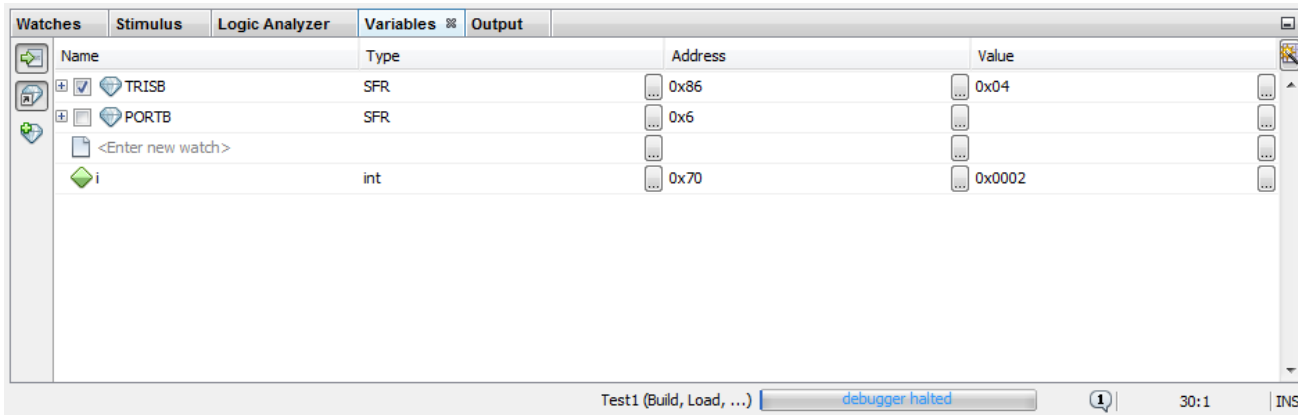 Watches Stimulus Logic Analyzer Variables Output
Name Type Address Value
TRISB SFR ... 0x86 ... 0x04 ...
PORTB SFR ... 0x6 ... ...
<Enter new watch> ... ... ...
i int ... 0x70 ... 0x0002 ...
Test1 (Build, Load, ...) debugger halted 1 30:1 INS